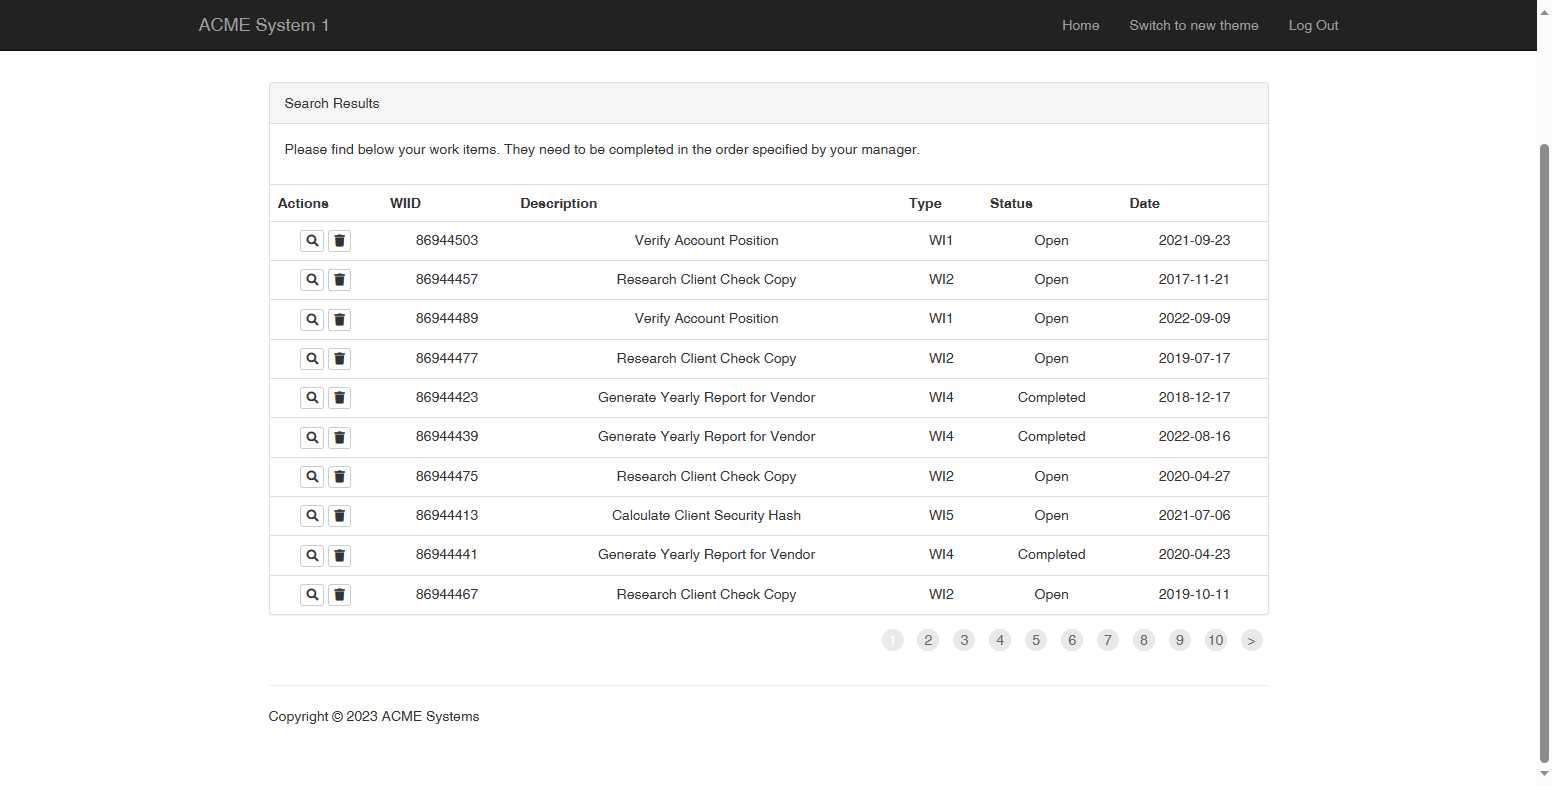 ACME System 1 Home Switch to new theme Log Out
Search Results
Please find below your work items. They need to be completed in the order specified by your manager.
Actions WIID Description Type Status Date
86944503 Verify Account Position WI1 Open 2021-09-23
86944457 Research Client Check Copy WI2 Open 2017-11-21
86944489 Verify Account Position WI1 Open 2022-09-09
86944477 Research Client Check Copy WI2 Open 2019-07-17
86944423 Generate Yearly Report for Vendor WI4 Completed 2018-12-17
86944439 Generate Yearly Report for Vendor WI4 Completed 2022-08-16
86944475 Research Client Check Copy WI2 Open 2020-04-27
86944413 Calculate Client Security Hash WI5 Open 2021-07-06
86944441 Generate Yearly Report for Vendor WI4 Completed 2020-04-23
86944467 Research Client Check Copy WI2 Open 2019-10-11
1 2 3 4 5 6 7 8 9 10 >
Copyright © 2023 ACME Systems